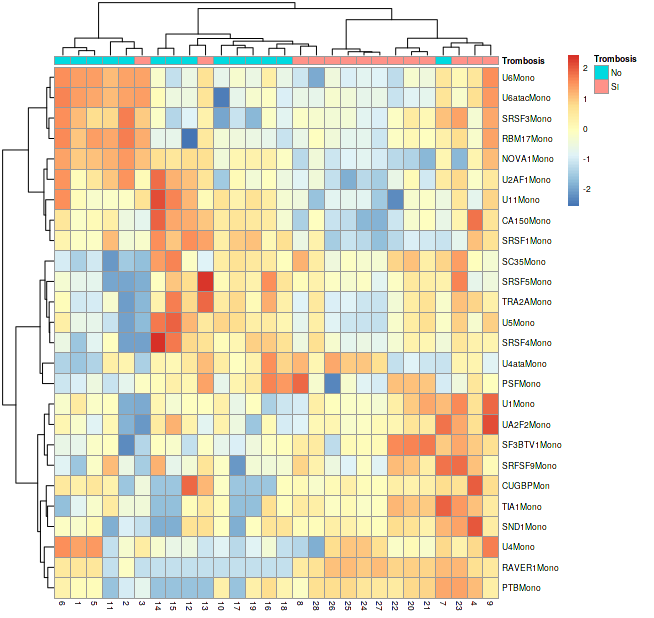 Trombosis
Trombosis
No
SI
2
1
0
-1
-2
U6Mono
U6atacMono
SRSF3Mono
RBM17Mono
NOVA1Mono
U2AF1Mono
U11Mono
CA150Mono
SRSF1Mono
SC35Mono
SRSF5Mono
TRA2AMono
U5Mono
SRSF4Mono
U4ataMono
PSFMono
U1Mono
UA2F2Mono
SF3BTV1Mono
SRFSF9Mono
CUGBPMon
TIA1Mono
SND1Mono
U4Mono
RAVER1Mono
PTBMono
6 1 5 11 2 3 14 15 12 13 10 17 19 16 18 8 28 26 25 24 27 22 20 21 7 23 4 9